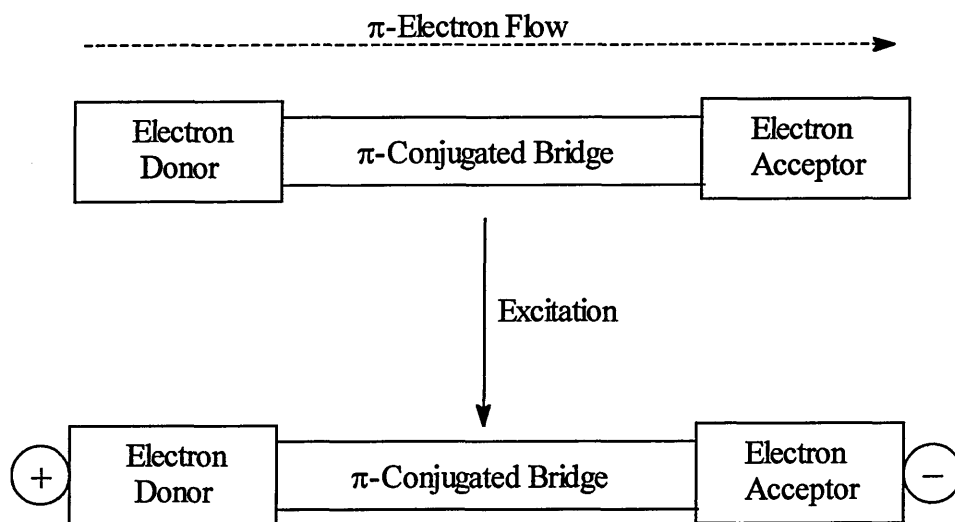 π-Electron Flow
Electron
Donor
π-Conjugated Bridge
Electron
Acceptor
Excitation
+
Electron
Donor
π-Conjugated Bridge
Electron
Acceptor
−